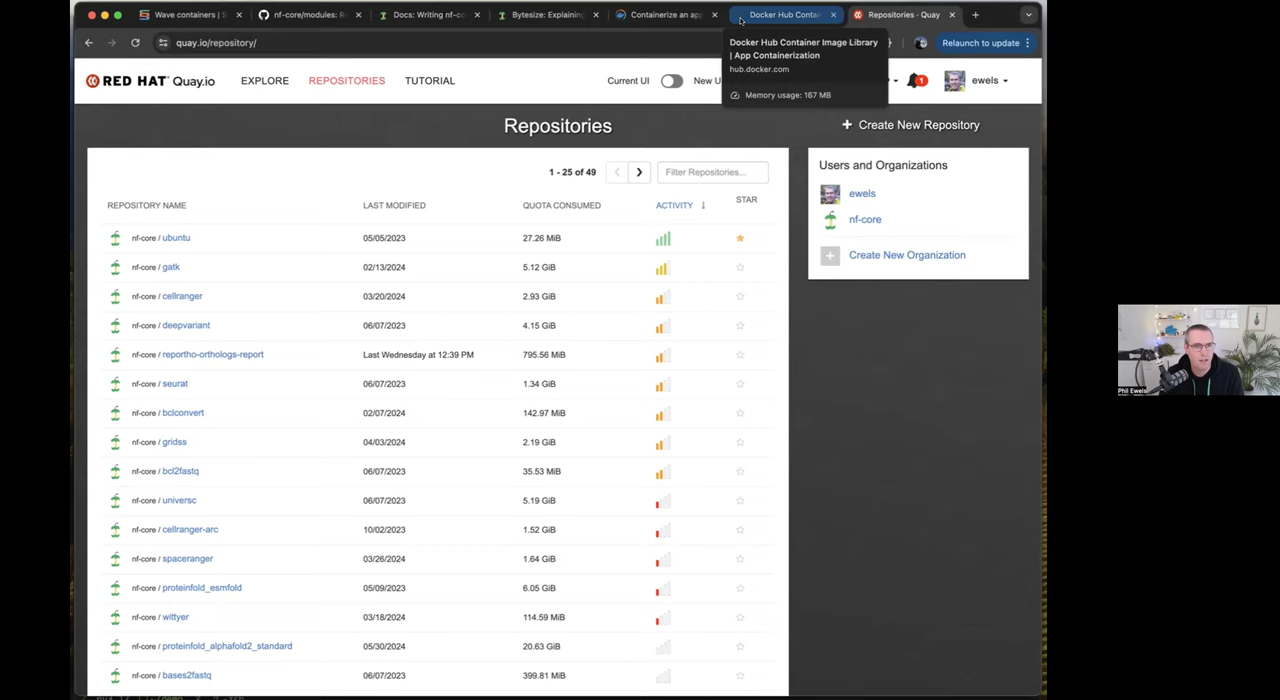 Wave containers | S
nf-core/modules: R
Docs: Writing nf-co
Bytesize: Explaining
Containerize an app
Docker Hub Contai
Repositories · Quay
quay.io/repository/
Relaunch to update
Docker Hub Container Image Library
| App Containerization
hub.docker.com
Memory usage: 167 MB
RED HAT Quay.io
EXPLORE
REPOSITORIES
TUTORIAL
Current UI
New U
1
ewels
Repositories
Create New Repository
1 - 25 of 49
Filter Repositories...
REPOSITORY NAME
LAST MODIFIED
QUOTA CONSUMED
ACTIVITY
STAR
nf-core / ubuntu 05/05/2023 27.26 MiB
nf-core / gatk 02/13/2024 5.12 GiB
nf-core / cellranger 03/20/2024 2.93 GiB
nf-core / deepvariant 06/07/2023 4.15 GiB
nf-core / reportho-orthologs-report Last Wednesday at 12:39 PM 795.56 MiB
nf-core / seurat 06/07/2023 1.34 GiB
nf-core / bclconvert 02/07/2024 142.97 MiB
nf-core / gridss 04/03/2024 2.19 GiB
nf-core / bcl2fastq 06/07/2023 35.53 MiB
nf-core / universc 06/07/2023 5.19 GiB
nf-core / cellranger-arc 10/02/2023 1.52 GiB
nf-core / spaceranger 03/26/2024 1.64 GiB
nf-core / proteinfold_esmfold 05/09/2023 6.05 GiB
nf-core / wittyer 03/18/2024 114.59 MiB
nf-core / proteinfold_alphafold2_standard 05/30/2024 20.63 GiB
nf-core / bases2fastq 06/07/2023 399.81 MiB
Users and Organizations
ewels
nf-core
Create New Organization
Phil Ewels